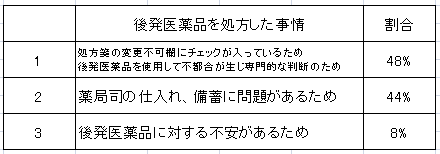 後発医薬品を処方した事情 割合
1 処方箋の変更不可欄にチェックが入っているため
後発医薬品を使用して不都合が生じ専門的な判断のため 48%
2 薬局司の仕入れ、備蓄に問題があるため 44%
3 後発医薬品に対する不安があるため 8%